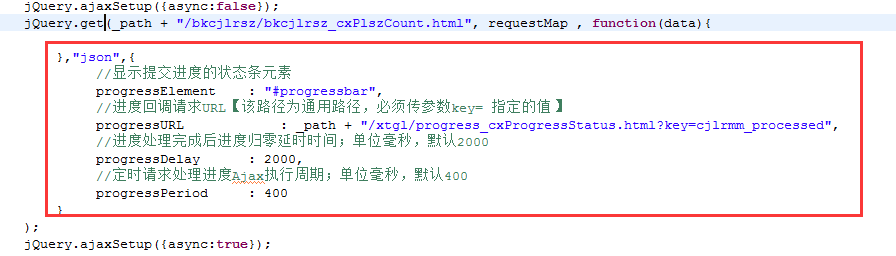 jQuery.ajaxSetup({async:false});
jQuery.get(_path + "/bkcjlrsz/bkcjlrsz_cxPlszCount.html", requestMap , function(data){
},"json",{
//显示提交进度的状态条元素
progressElement : "#progressbar",
//进度回调请求URL【该路径为通用路径，必须传参数key= 指定的值】
progressURL : _path + "/xtgl/progress_cxProgressStatus.html?key=cjlrmm_processed",
//进度处理完成后进度归零延时时间；单位毫秒，默认2000
progressDelay : 2000,
//定时请求处理进度Ajax执行周期；单位毫秒，默认400
progressPeriod : 400
}
);
jQuery.ajaxSetup({async:true});